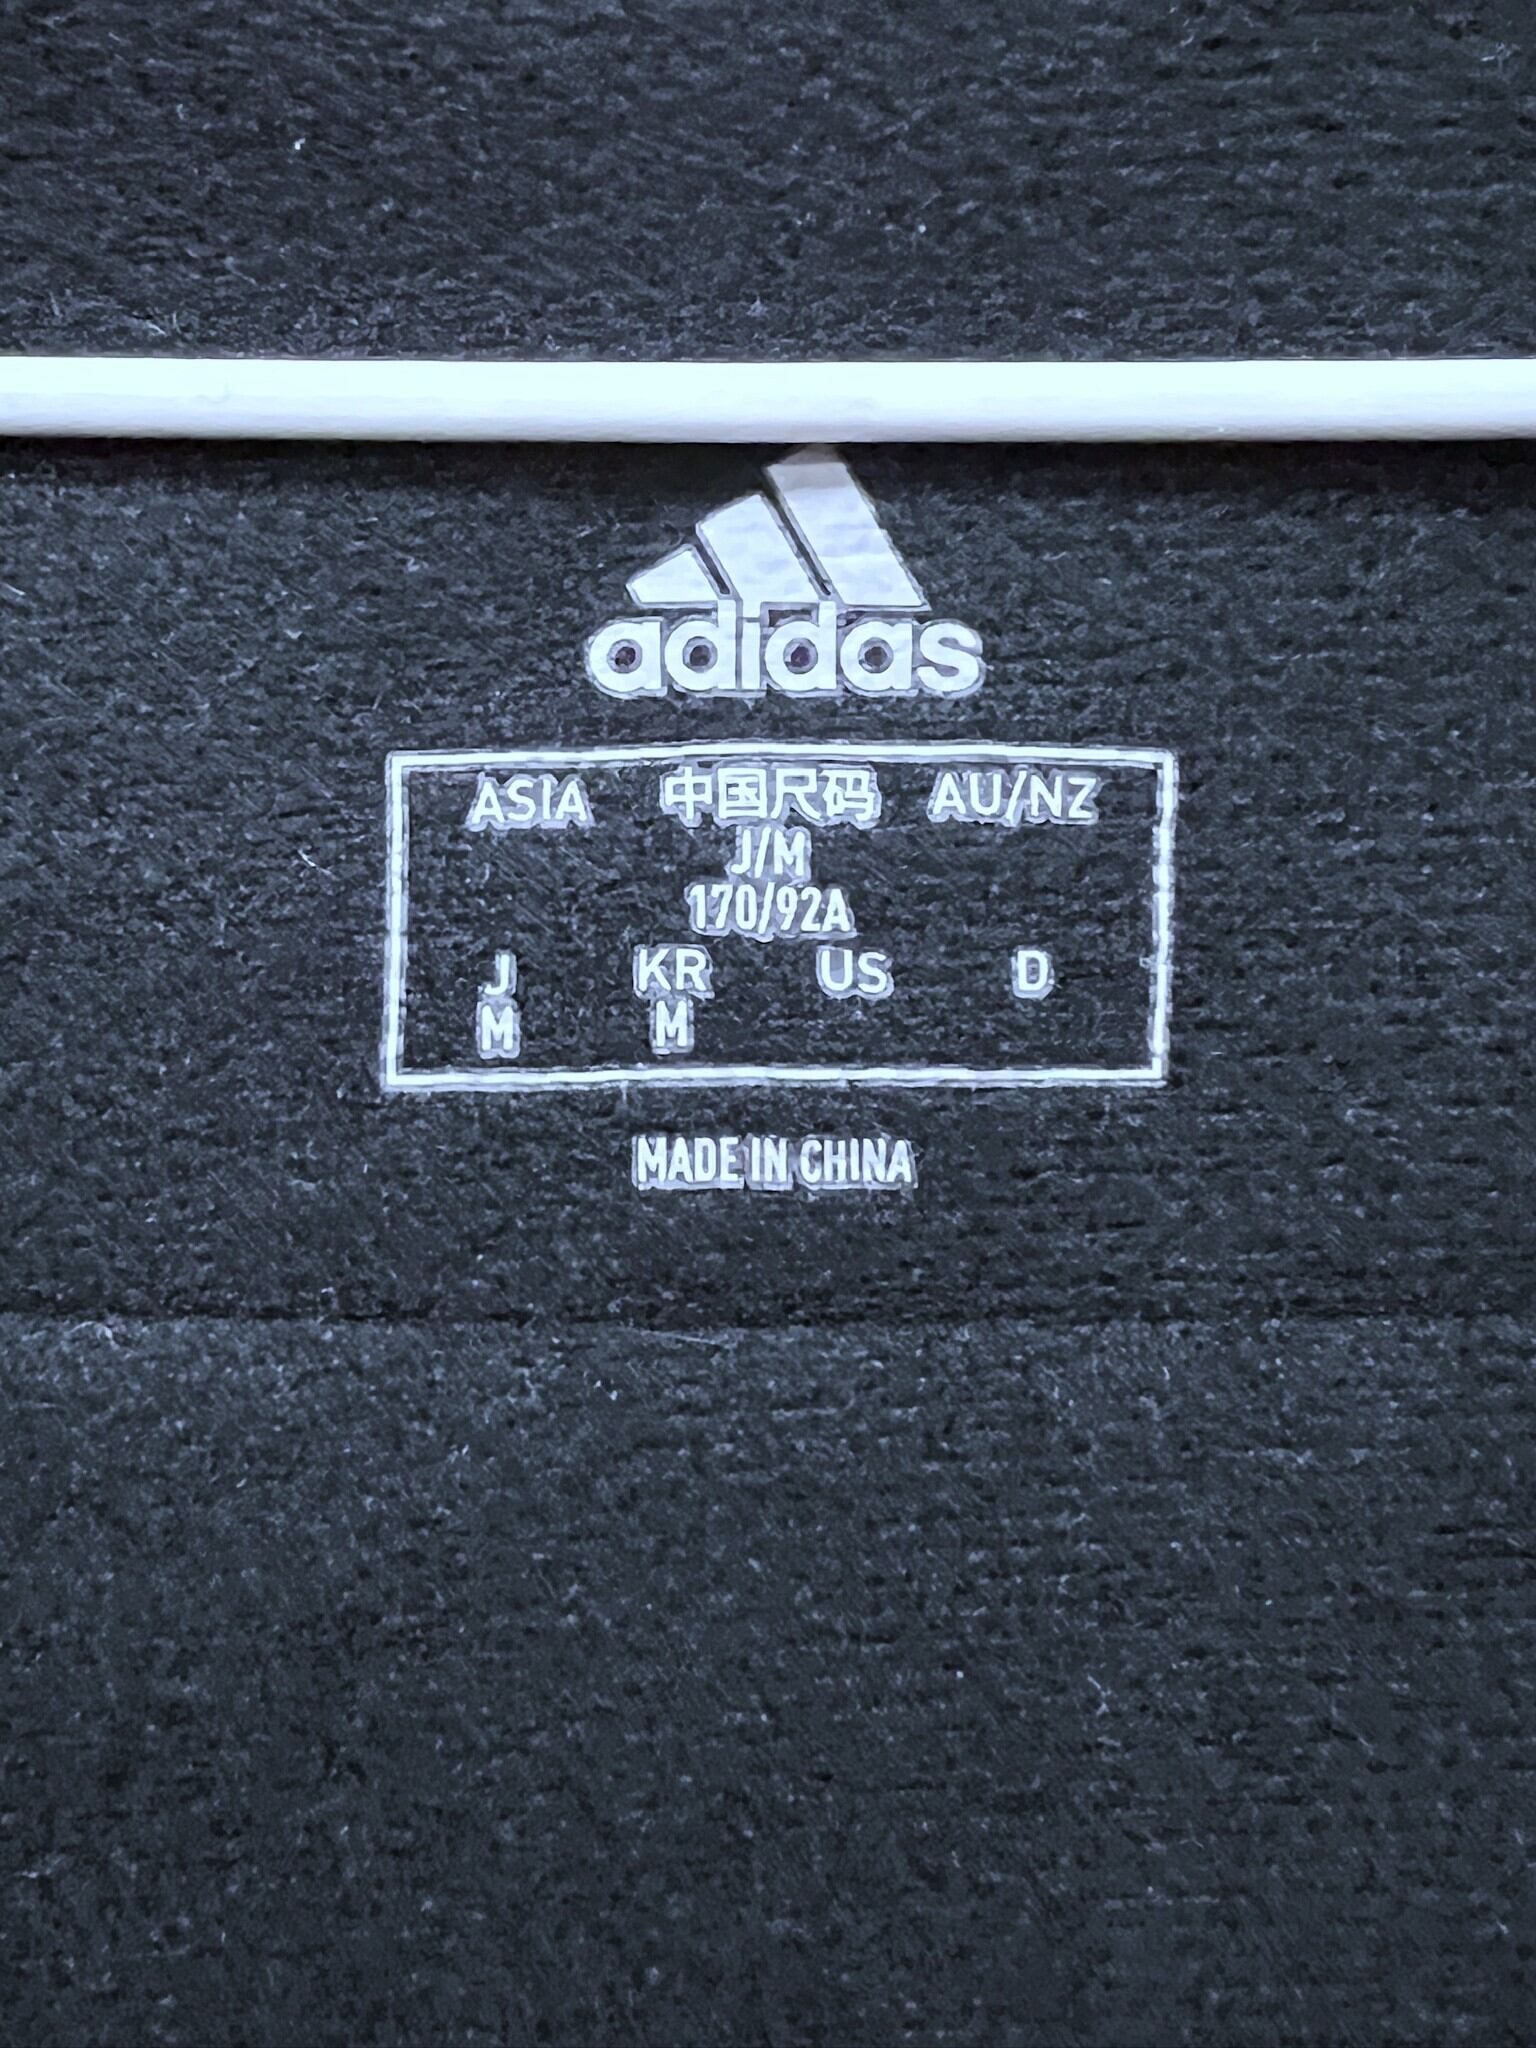 adidas
ASIA 中国尺码 AU/NZ
J/M
170/92A
J KR US D
M M
MADE IN CHINA